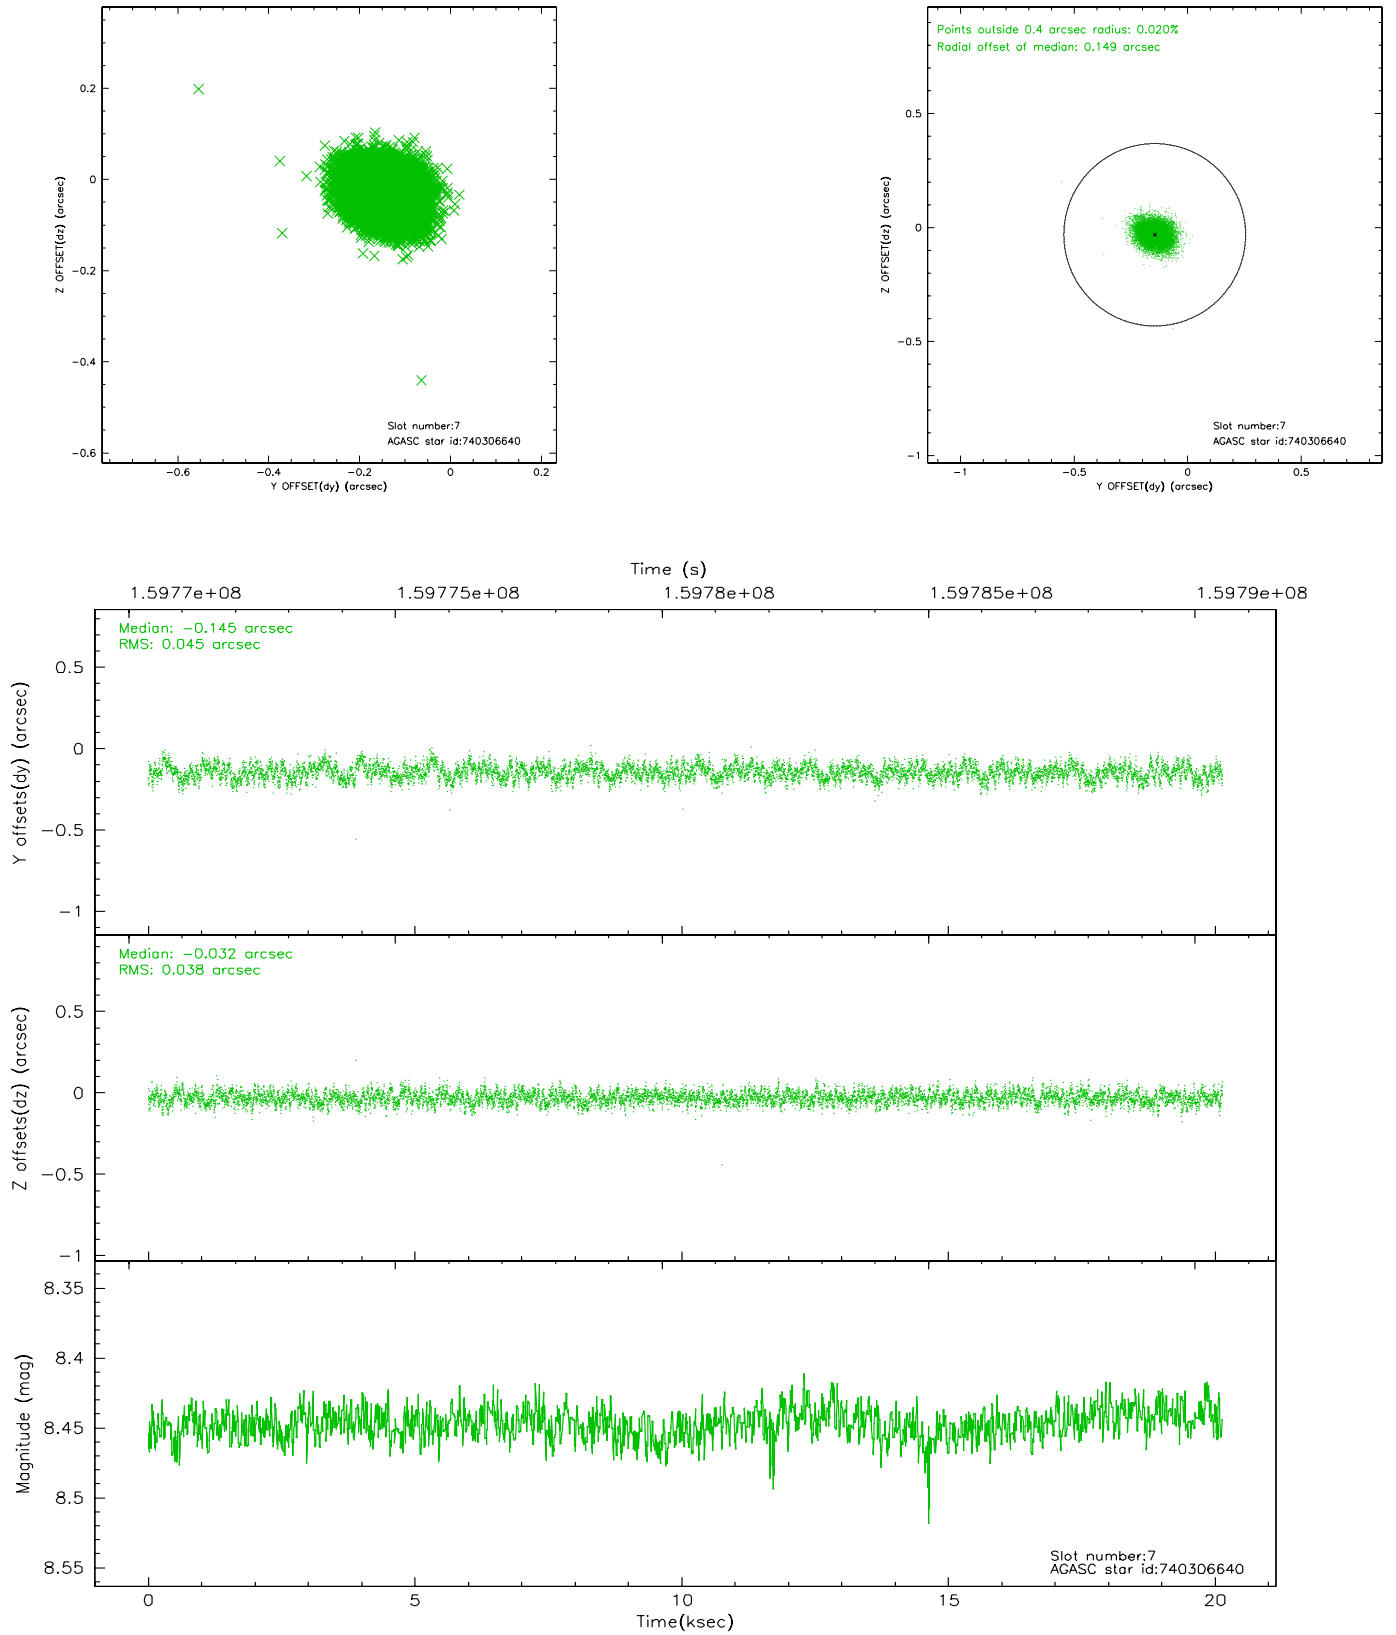 0.2
0
−0.2
−0.4
−0.6
Z OFFSET(dz) (arcsec)
Slot number:7
AGASC star id:740306640
−0.6 −0.4 −0.2 0 0.2
Y OFFSET(dy) (arcsec)
Points outside 0.4 arcsec radius: 0.020%
Radial offset of median: 0.149 arcsec
0.5
0
−0.5
−1
Z OFFSET(dz) (arcsec)
Slot number:7
AGASC star id:740306640
−1 −0.5 0 0.5
Y OFFSET(dy) (arcsec)
Time (s)
1.5977e+08 1.59775e+08 1.5978e+08 1.59785e+08 1.5979e+08
Median: −0.145 arcsec
RMS: 0.045 arcsec
0.5
0
−0.5
−1
Y offsets(dy) (arcsec)
Median: −0.032 arcsec
RMS: 0.038 arcsec
0.5
0
−0.5
−1
Z offsets(dz) (arcsec)
8.35
8.4
8.45
8.5
8.55
Magnitude (mag)
Slot number:7
AGASC star id:740306640
0 5 10 15 20
Time(ksec)